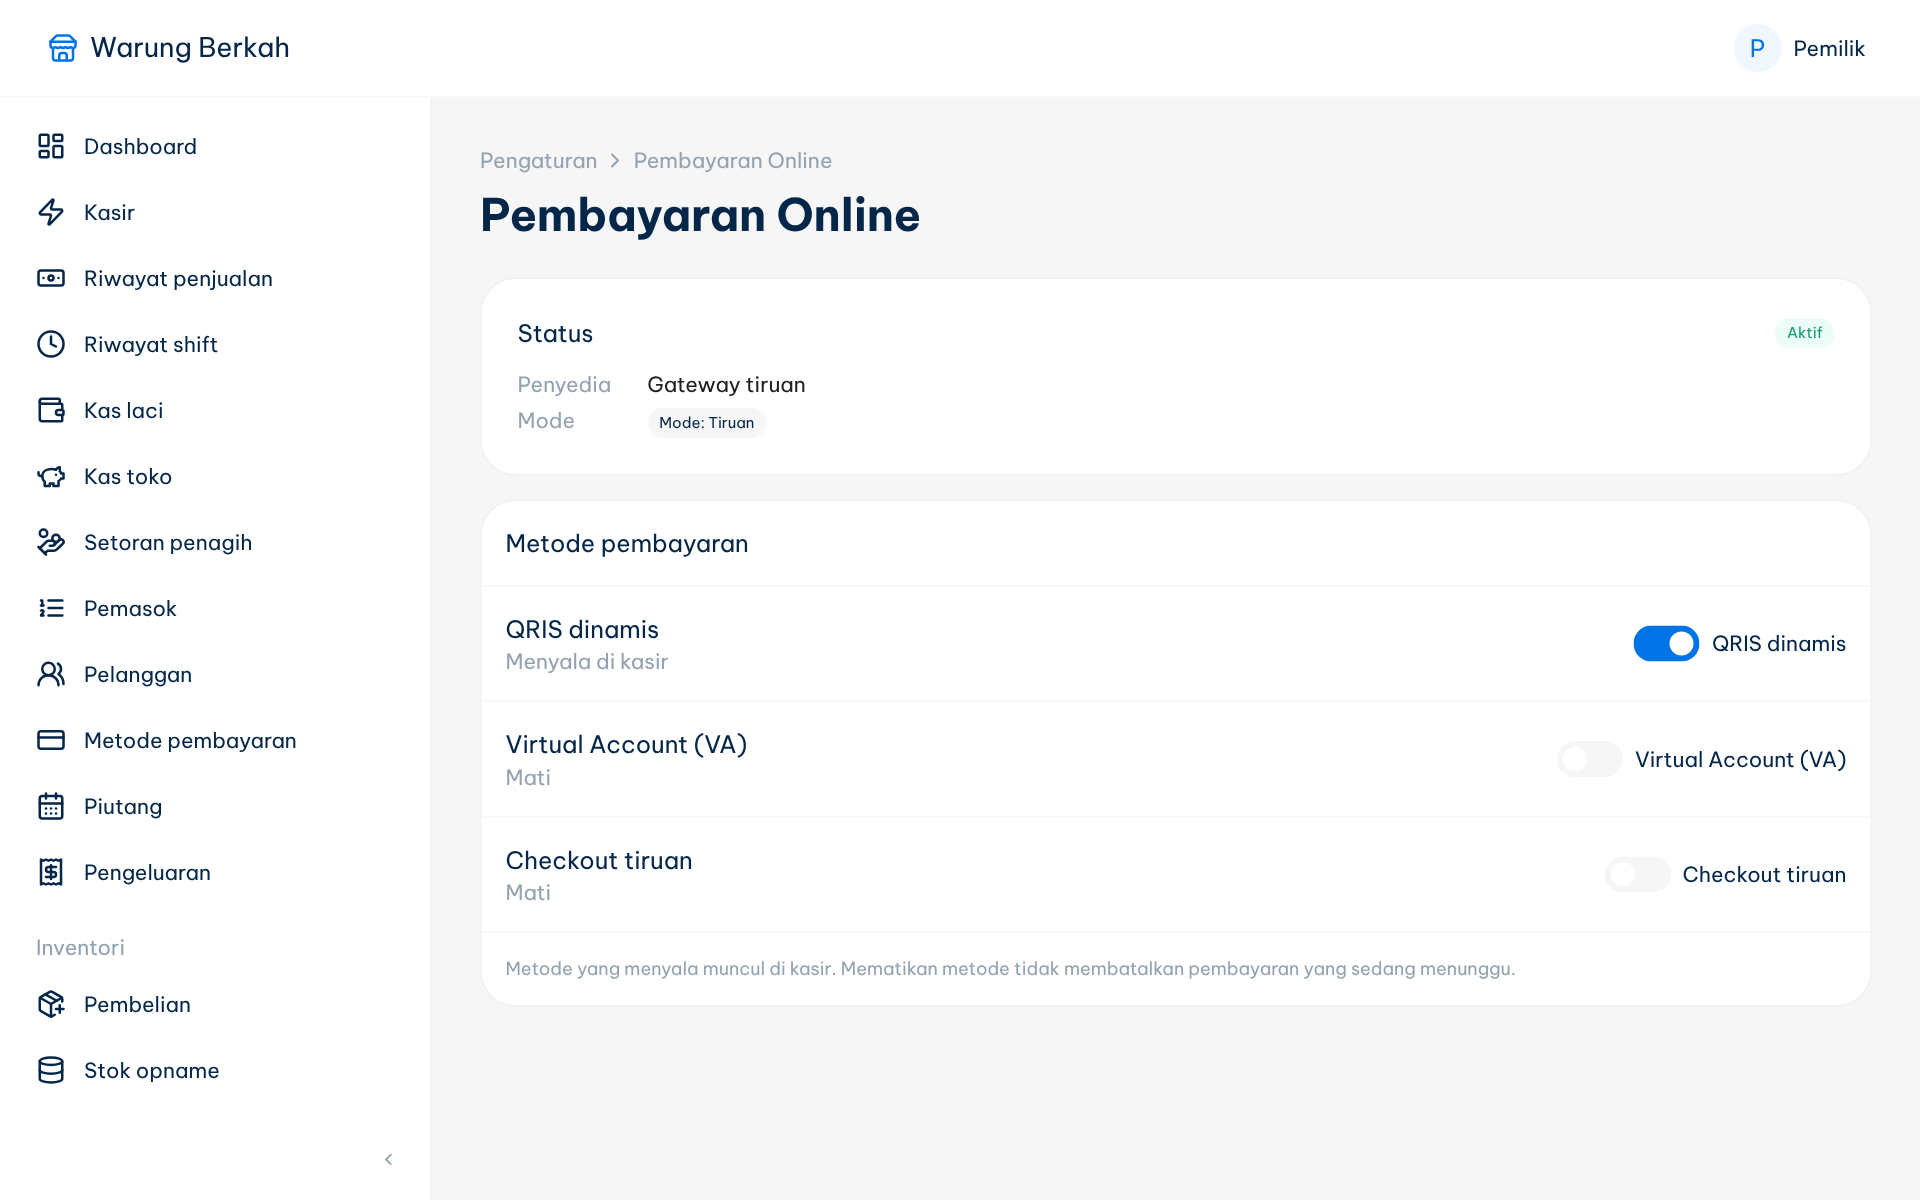 Warung Berkah
P Pemilik
Dashboard
Kasir
Riwayat penjualan
Riwayat shift
Kas laci
Kas toko
Setoran penagih
Pemasok
Pelanggan
Metode pembayaran
Piutang
Pengeluaran
Inventori
Pembelian
Stok opname
Pengaturan > Pembayaran Online
Pembayaran Online
Status
Aktif
Penyedia Gateway tiruan
Mode Mode: Tiruan
Metode pembayaran
QRIS dinamis
Menyala di kasir
QRIS dinamis
Virtual Account (VA)
Mati
Virtual Account (VA)
Checkout tiruan
Mati
Checkout tiruan
Metode yang menyala muncul di kasir. Mematikan metode tidak membatalkan pembayaran yang sedang menunggu.